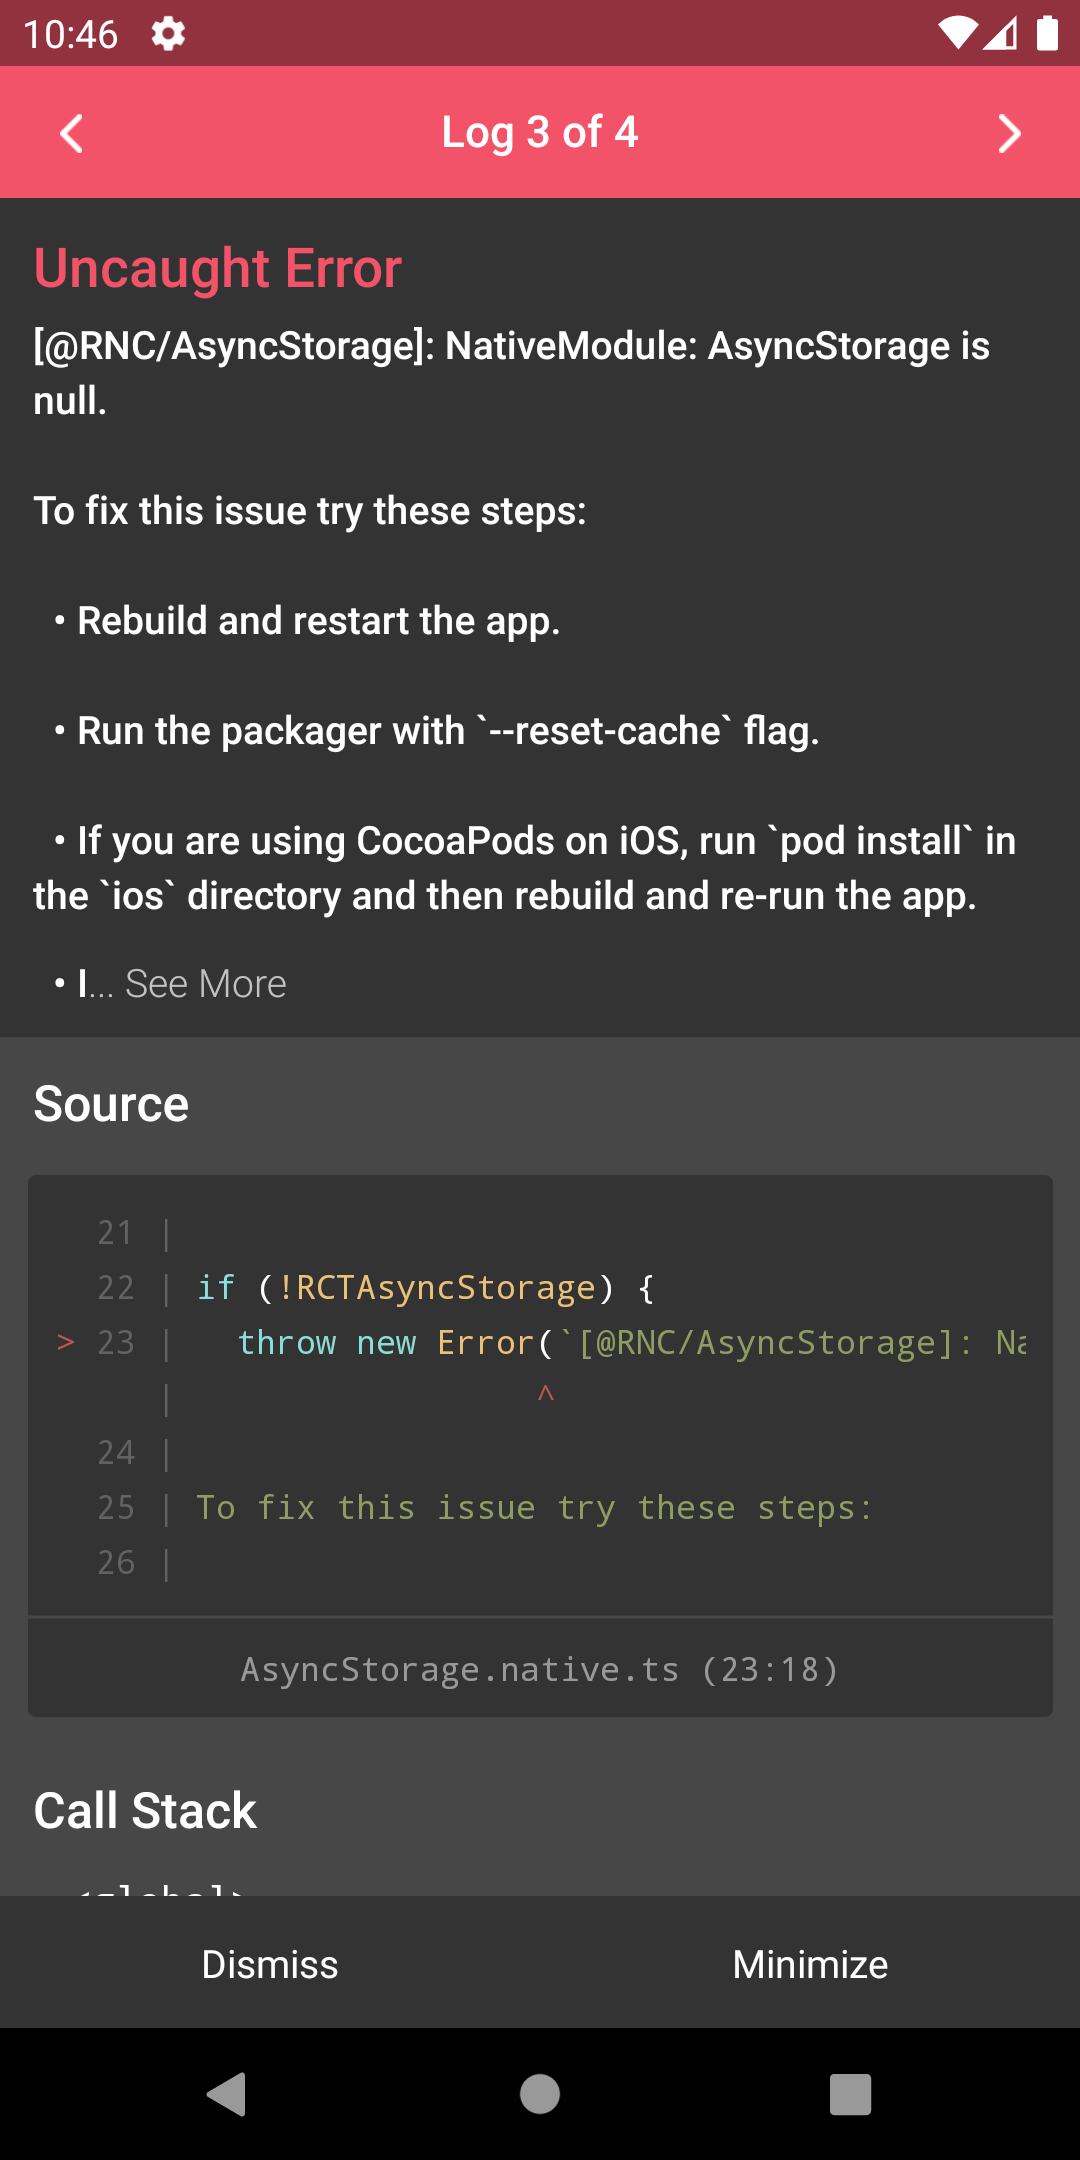 10:46
Log 3 of 4
Uncaught Error
[@RNC/AsyncStorage]: NativeModule: AsyncStorage is
null.
To fix this issue try these steps:
• Rebuild and restart the app.
• Run the packager with `--reset-cache` flag.
• If you are using CocoaPods on iOS, run `pod install` in
the `ios` directory and then rebuild and re-run the app.
• I... See More
Source
21 |
22 | if (!RCTAsyncStorage) {
> 23 |   throw new Error(`[@RNC/AsyncStorage]: Na
|                  ^
24 |
25 | To fix this issue try these steps:
26 |
AsyncStorage.native.ts (23:18)
Call Stack
<global>
Dismiss Minimize